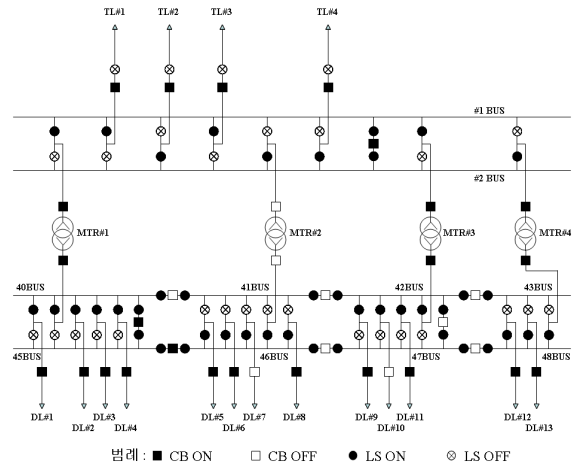 TL#1 TL#2 TL#3 TL#4
#1 BUS
#2 BUS
MTR#1 MTR#2 MTR#3 MTR#4
40BUS 41BUS 42BUS 43BUS
45BUS 46BUS 47BUS 48BUS
DL#1 DL#3 DL#5 DL#7 DL#8 DL#9 DL#11 DL#12
DL#2 DL#4 DL#6 DL#10 DL#13
범례 : CB ON CB OFF LS ON LS OFF